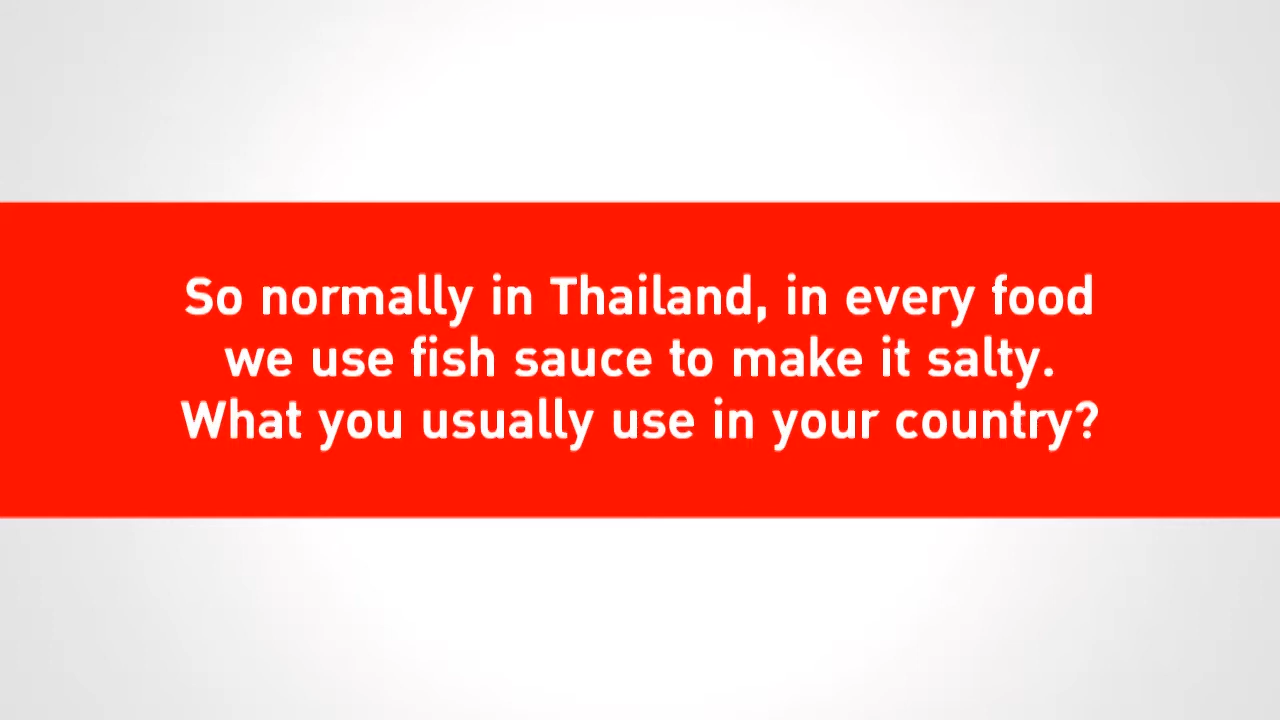 So normally in Thailand, in every food
we use fish sauce to make it salty.
What you usually use in your country?